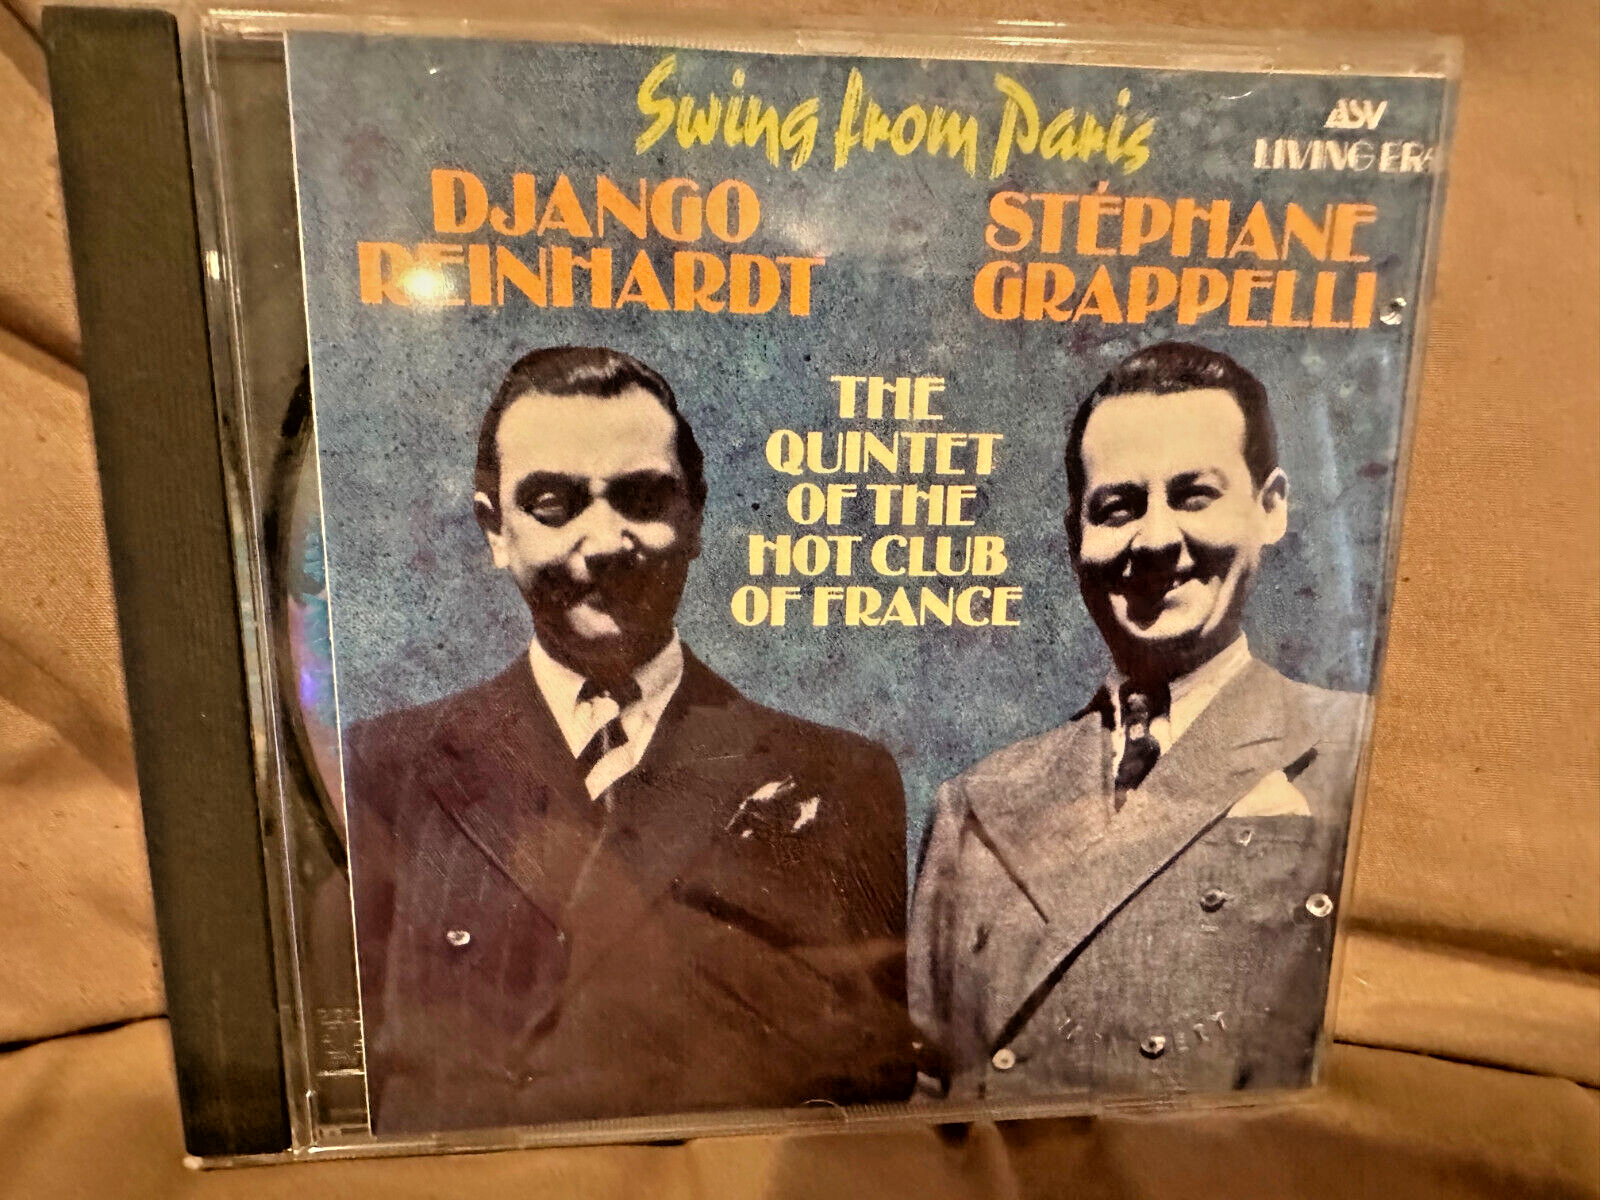 Swing from Paris
ASV
LIVING ERA
DJANGO
REINHARDT
STÉPHANE
GRAPPELLI
THE
QUINTET
OF THE
HOT CLUB
OF FRANCE